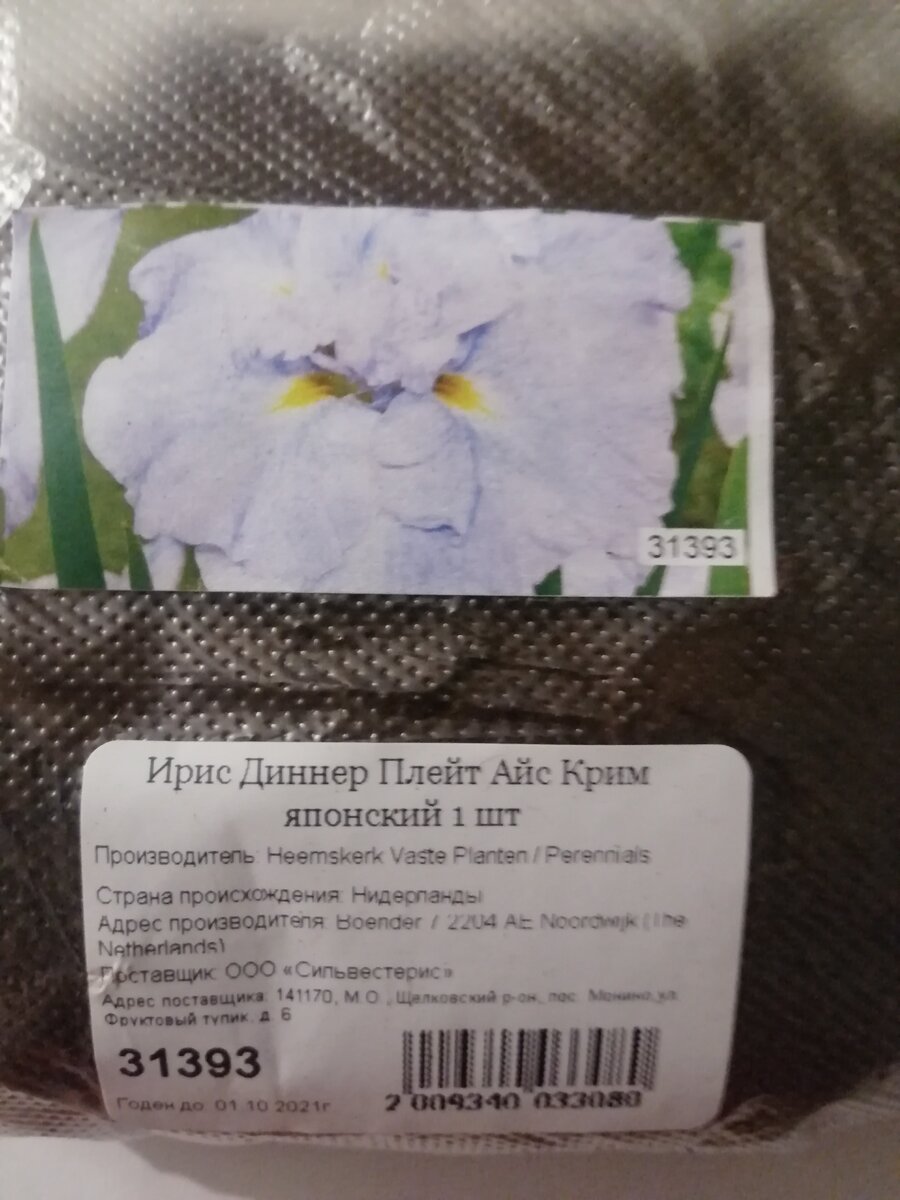 31393
Ирис Диннер Плейт Айс Крим
японский 1 шт
Производитель: Heemskerk Vaste Planten / Perennials
Страна происхождения: Нидерланды
Адрес производителя: Boender 7 2204 AE Noordwijk (The
Netherlands)
Поставщик: ООО «Сильвестерис»
Адрес поставщика: 141170, М.О., Щелковский р-он, пос. Монино, ул.
Фруктовый тупик, д. 6
31393
Годен до: 01.10.2021г
2 009340 033080